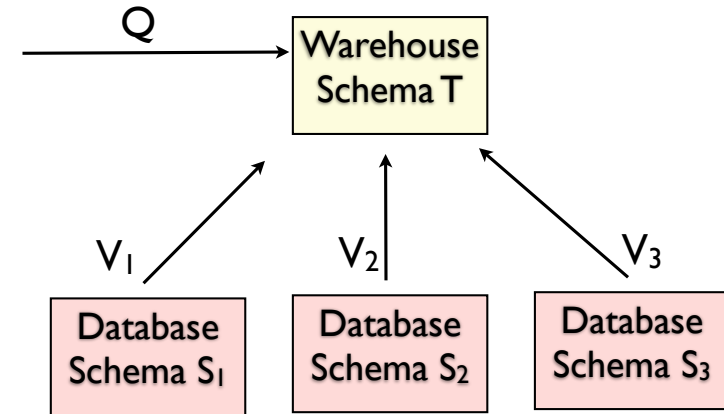 Q
Warehouse
Schema T
V₁
V₂
V₃
Database
Schema S₁
Database
Schema S₂
Database
Schema S₃